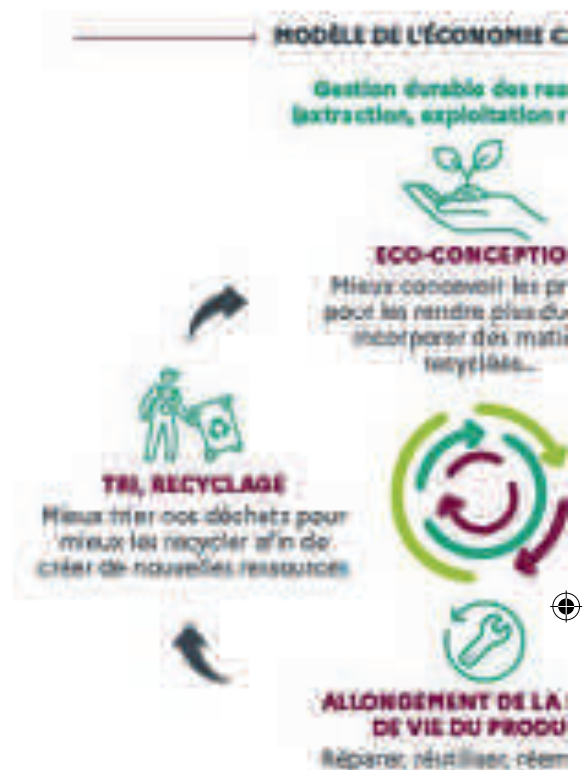 MODÈLE DE L'ÉCONOMIE C
Gestion durable des res
(extraction, exploitation r
ECO-CONCEPTIO
Mieux concevoir les pr
pour les rendre plus du
incorporer des mati
recyclées...
TRI, RECYCLAGE
Mieux trier nos déchets pour
mieux les recycler afin de
créer de nouvelles ressources
ALLONGEMENT DE LA
DE VIE DU PRODU
Réparer, réutiliser, réem